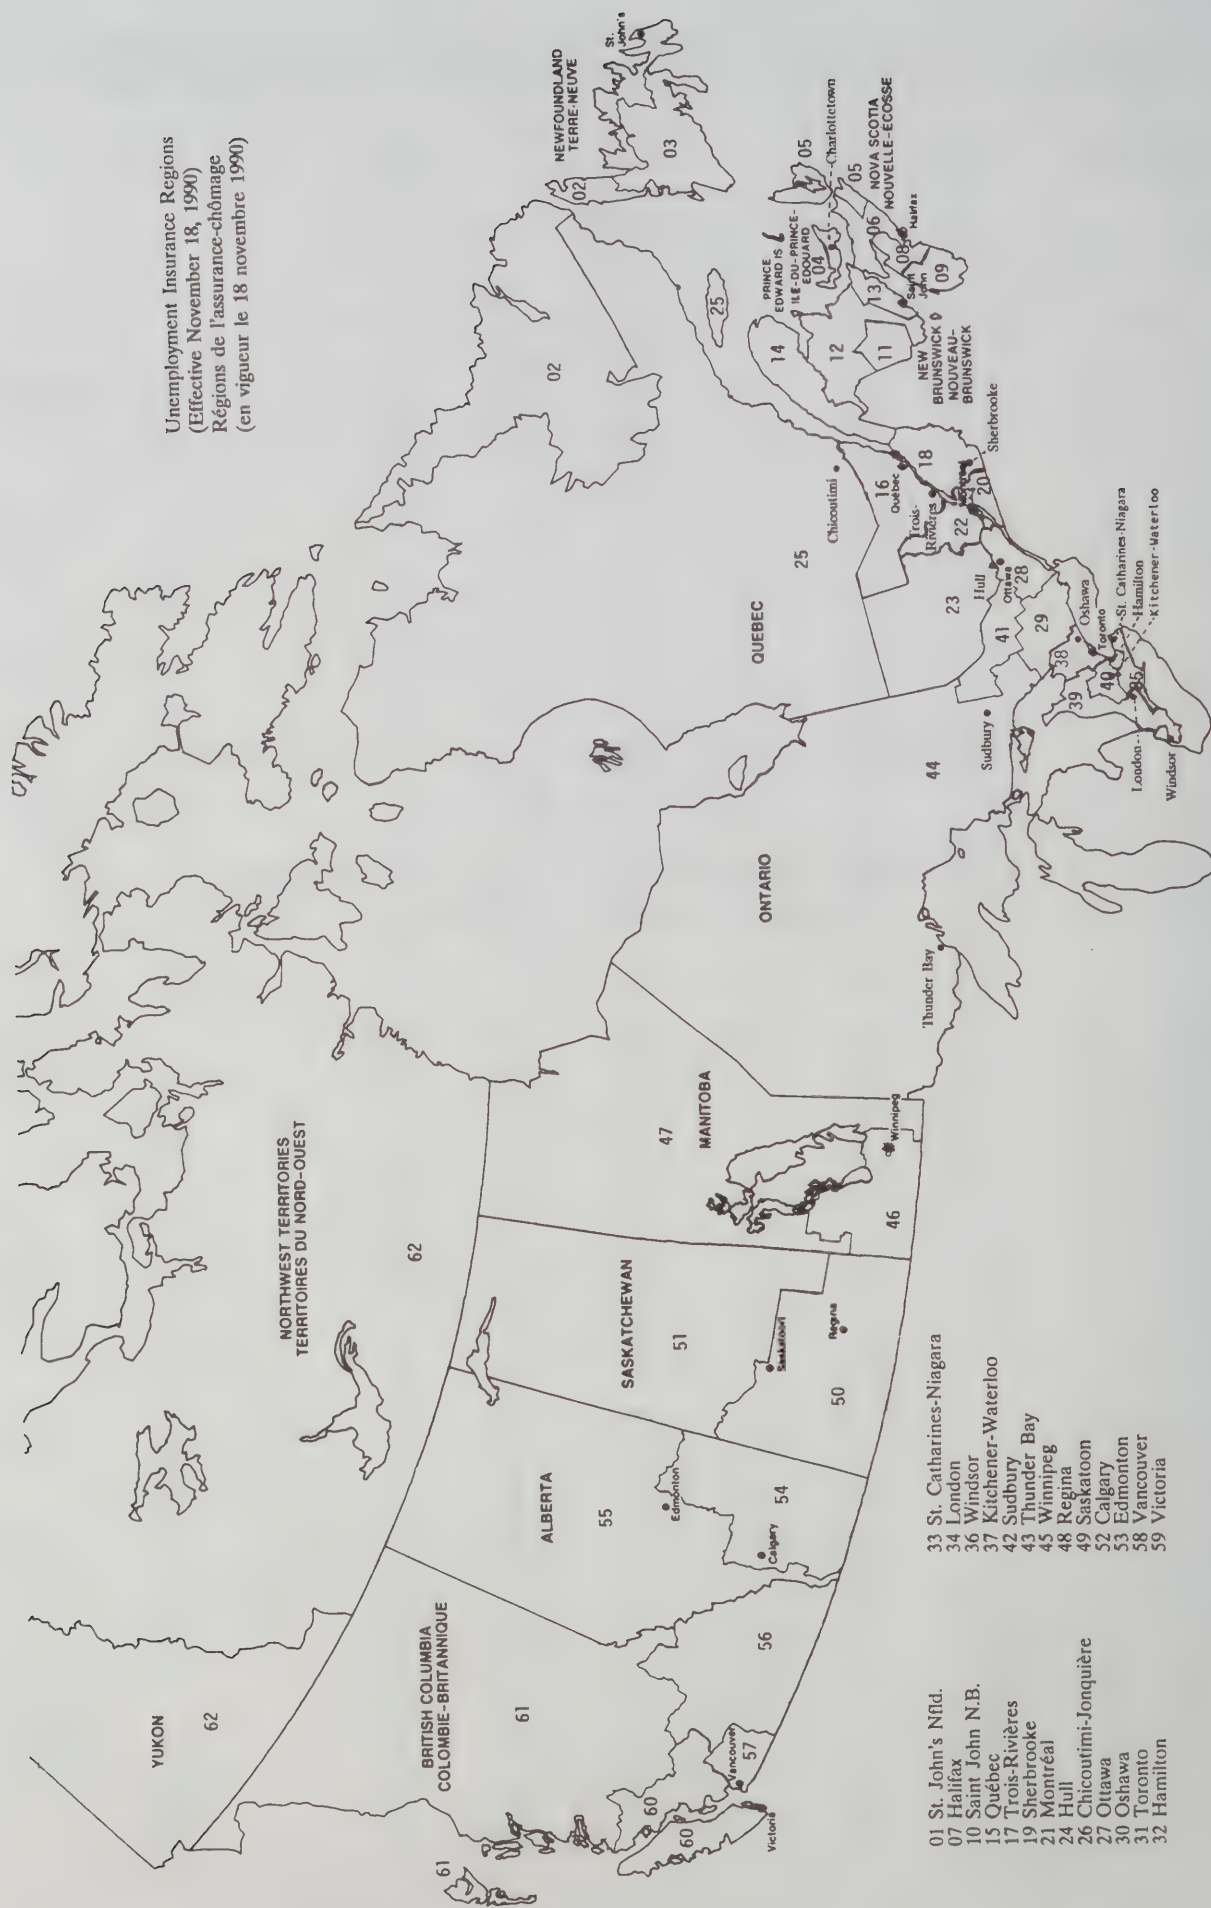 Unemployment Insurance Regions
(Effective November 18, 1990)
Régions de l'assurance-chômage
(en vigueur le 18 novembre 1990)
YUKON
62
NORTHWEST TERRITORIES
TERRITOIRES DU NORD-OUEST
62
BRITISH COLUMBIA
COLOMBIE-BRITANNIQUE
61
61
60
60
57
56
Vancouver
Victoria
ALBERTA
55
Edmonton
54
Calgary
SASKATCHEWAN
51
Saskatoon
Regina
50
MANITOBA
47
46
Winnipeg
ONTARIO
44
Thunder Bay
Sudbury
41
29
28
Ottawa
38
39
40
35
Oshawa
Toronto
St. Catharines-Niagara
Hamilton
Kitchener-Waterloo
London
Windsor
QUEBEC
25
25
Chicoutimi
23
Hull
22
Trois-
Rivières
16
Québec
18
Montréal
20
Sherbrooke
14
NEWFOUNDLAND
TERRE-NEUVE
02
02
03
St.
John's
PRINCE
EDWARD IS
ILE-DU-PRINCE-
EDOUARD
04
Charlottetown
05
05
NOVA SCOTIA
NOUVELLE-ECOSSE
06
08
09
Halifax
NEW
BRUNSWICK
NOUVEAU-
BRUNSWICK
11
12
13
Saint
John
01 St. John's Nfld.
07 Halifax
10 Saint John N.B.
15 Québec
17 Trois-Rivières
19 Sherbrooke
21 Montréal
24 Hull
26 Chicoutimi-Jonquière
27 Ottawa
30 Oshawa
31 Toronto
32 Hamilton
33 St. Catharines-Niagara
34 London
36 Windsor
37 Kitchener-Waterloo
42 Sudbury
43 Thunder Bay
45 Winnipeg
48 Regina
49 Saskatoon
52 Calgary
53 Edmonton
58 Vancouver
59 Victoria